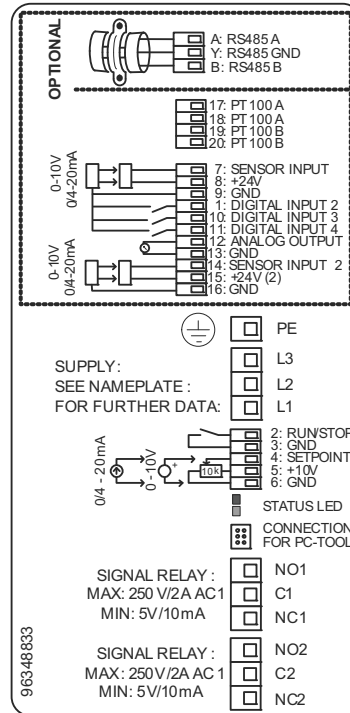 OPTIONAL
A: RS485 A
Y: RS485 GND
B: RS485 B
17: PT 100 A
18: PT 100 A
19: PT 100 B
20: PT 100 B
0-10V
0/4-20mA
7: SENSOR INPUT
8: +24V
9: GND
1: DIGITAL INPUT 2
10: DIGITAL INPUT 3
11: DIGITAL INPUT 4
12: ANALOG OUTPUT
13: GND
14: SENSOR INPUT 2
15: +24V (2)
16: GND
0-10V
0/4-20mA
PE
SUPPLY:
SEE NAMEPLATE :
FOR FURTHER DATA:
L3
L2
L1
0/4 - 20mA
0-10V
+
10k
2: RUN/STOP
3: GND
4: SETPOINT
5: +10V
6: GND
STATUS LED
CONNECTION
FOR PC-TOOL
SIGNAL RELAY :
MAX: 250 V/2A AC1
MIN: 5V/10mA
NO1
C1
NC1
SIGNAL RELAY :
MAX: 250V/2A AC 1
MIN: 5V/10mA
NO2
C2
NC2
96348833